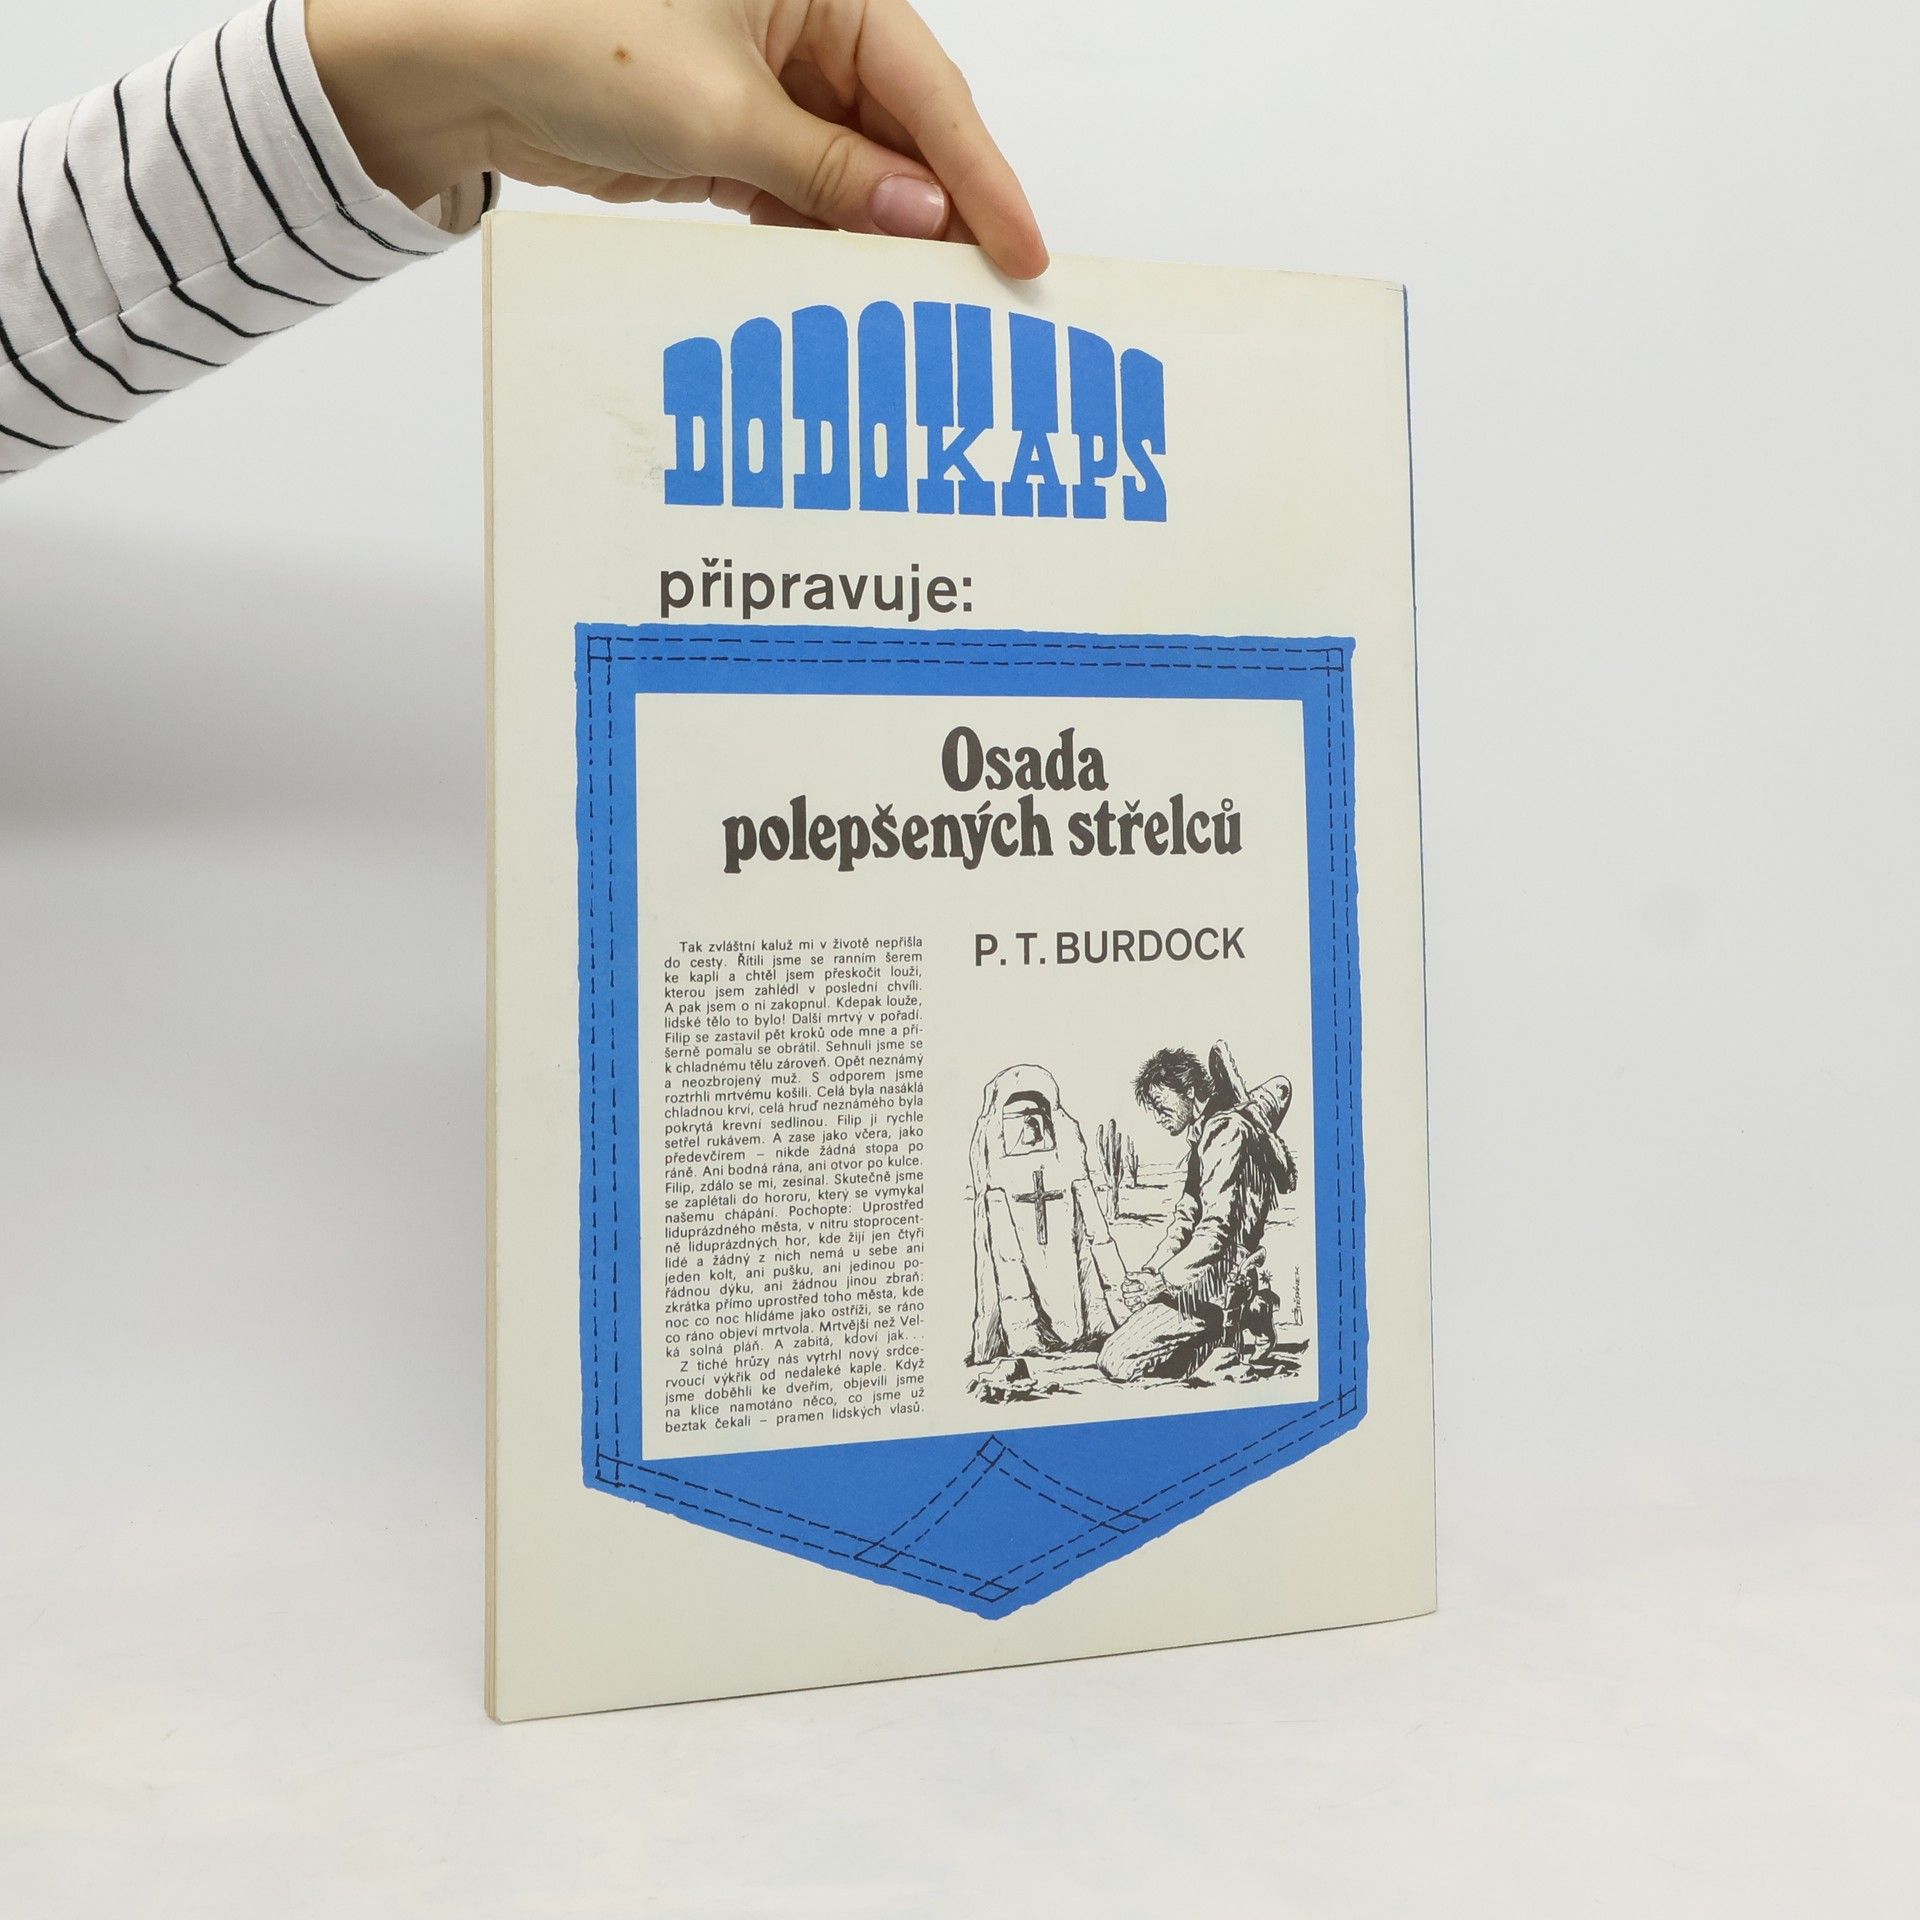 DODOKAPS
připravuje:
Osada
polepšených střelců
P. T. BURDOCK
Tak zvláštní kaluž mi v životě nepřišla
do cesty. Řítili jsme se ranním šerem
ke kapli a chtěl jsem přeskočit louži,
kterou jsem zahlédl v poslední chvíli.
A pak jsem o ni zakopnul. Kdepak louže,
lidské tělo to bylo! Další mrtvý v pořadí.
Filip se zastavil pět kroků ode mne a pří-
šerně pomalu se obrátil. Sehnuli jsme se
k chladnému tělu zároveň. Opět neznámý
a neozbrojený muž. S odporem jsme
roztrhli mrtvému košili. Celá byla nasáklá
chladnou krví, celá hruď neznámého byla
pokrytá krevní sedlinou. Filip ji rychle
setřel rukávem. A zase jako včera, jako
předevčírem – nikde žádná stopa po
ráně. Ani bodná rána, ani otvor po kulce.
Filip, zdálo se mi, zesínal. Skutečně jsme
se zaplétali do hororu, který se vymykal
našemu chápání. Pochopte: Uprostřed
liduprázdného města, v nitru stoprocent-
ně liduprázdných hor, kde žijí jen čtyři
lidé a žádný z nich nemá u sebe ani
jeden kolt, ani pušku, ani jedinou po-
řádnou dýku, ani žádnou jinou zbraň:
zkrátka přímo uprostřed toho města, kde
noc co noc hlídáme jako ostříži, se ráno
co ráno objeví mrtvola. Mrtvější než Vel-
ká solná pláň. A zabitá, kdoví jak...
Z tiché hrůzy nás vytrhl nový srdce-
rvoucí výkřik od nedaleké kaple. Když
jsme doběhli ke dveřím, objevili jsme
na klice namotáno něco, co jsme už
beztak čekali – pramen lidských vlasů.